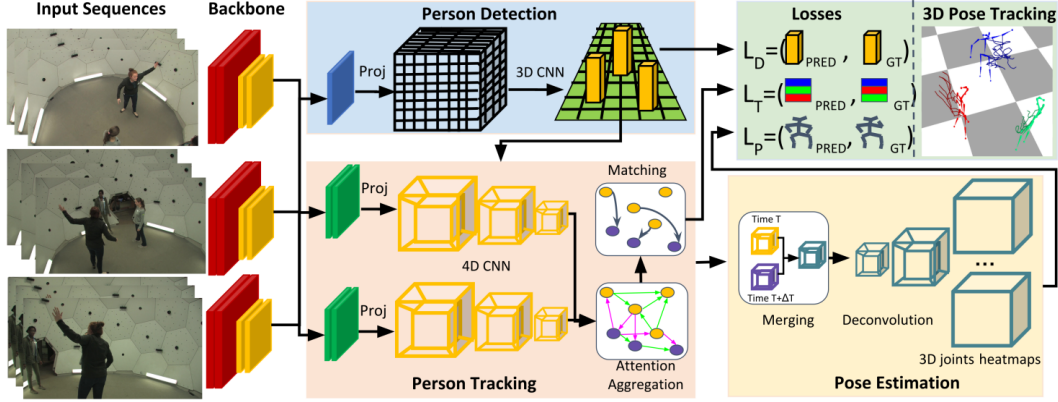 Input Sequences
Backbone
Person Detection
Proj
3D CNN
Losses
3D Pose Tracking
L_D=( PRED , GT )
L_T=( PRED , GT )
L_P=( PRED , GT )
Proj
4D CNN
Proj
Matching
Attention
Aggregation
Person Tracking
Time T
Time T+ΔT
Merging
Deconvolution
...
3D joints heatmaps
Pose Estimation